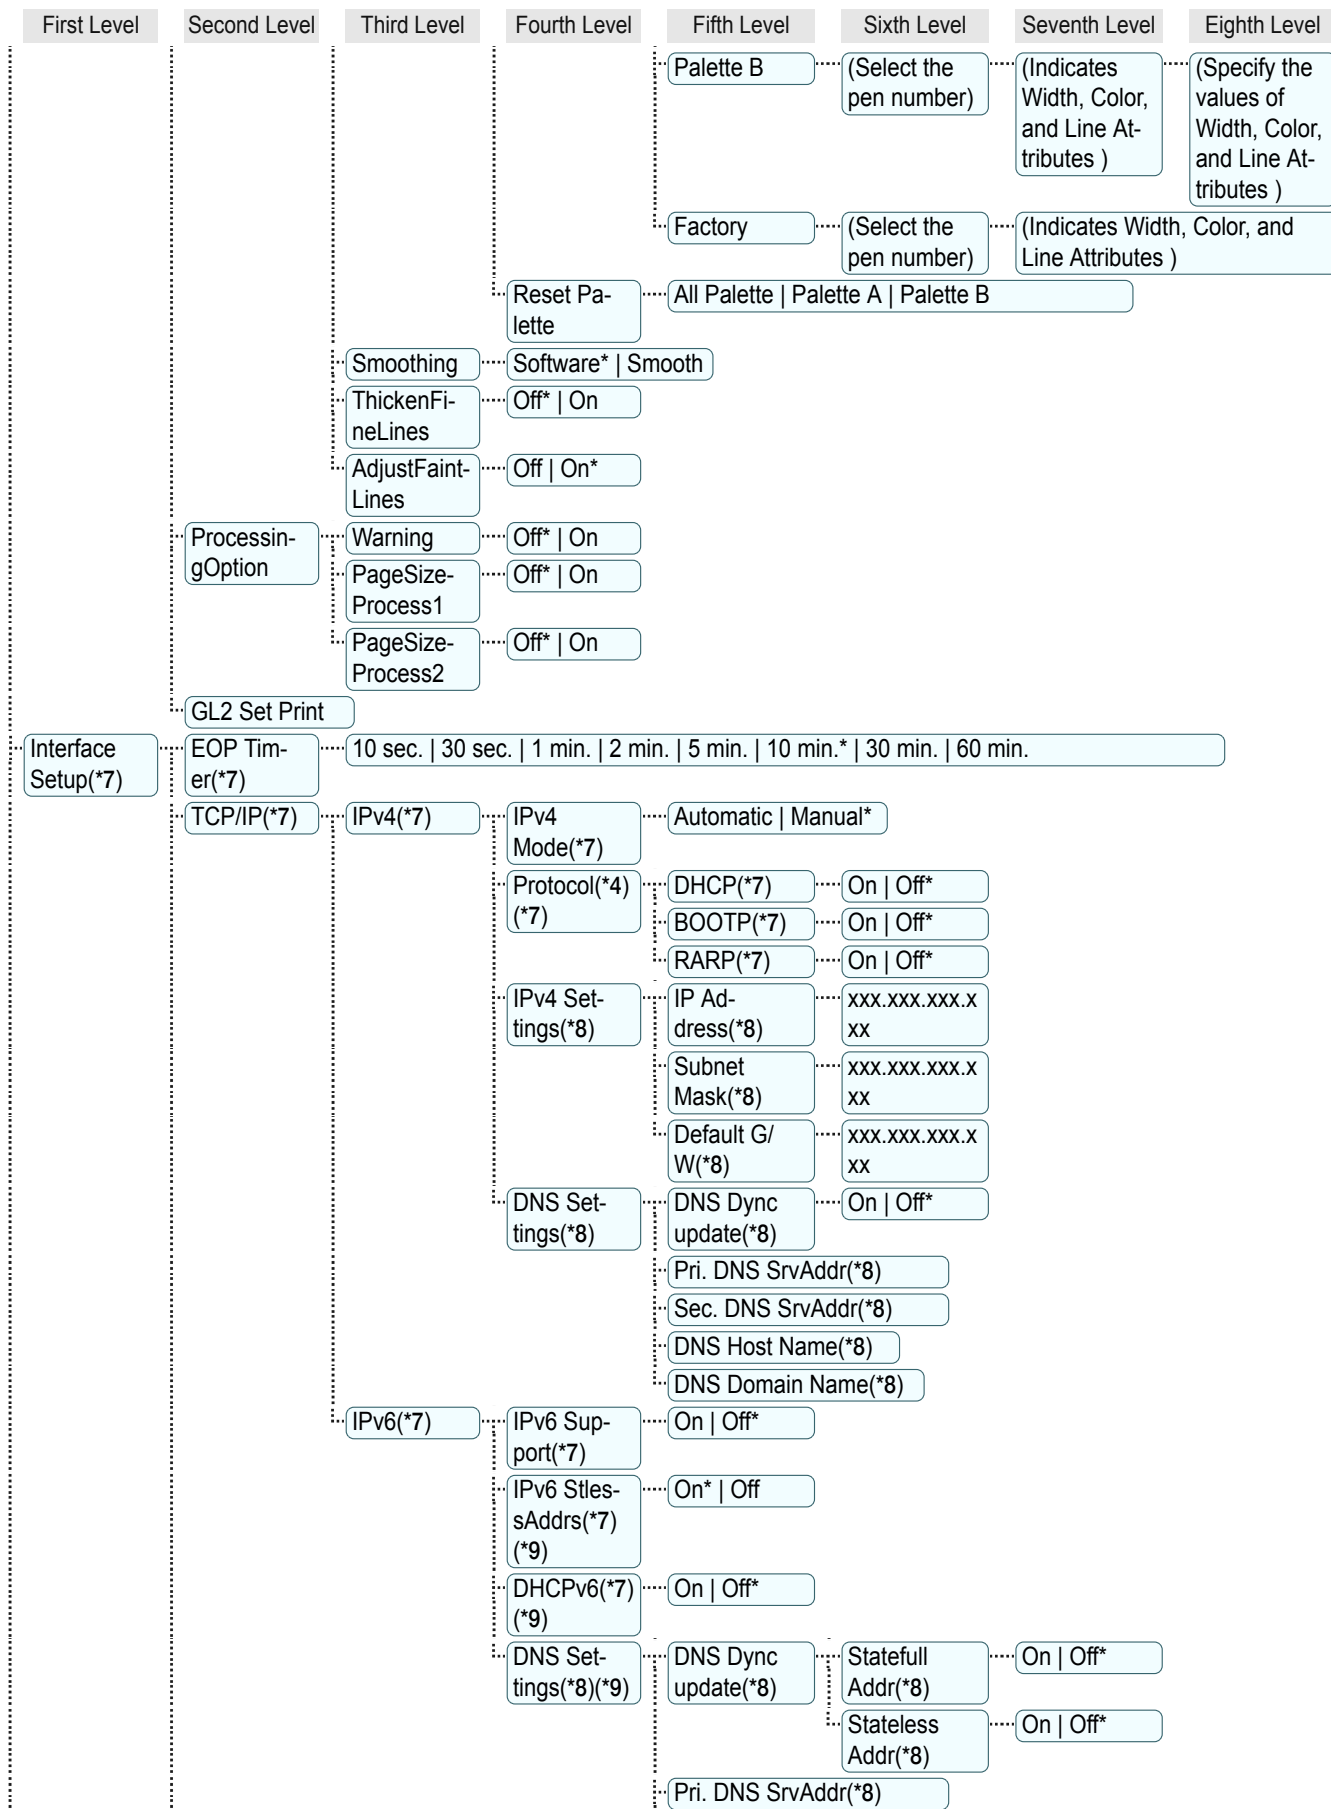 First Level Second Level Third Level Fourth Level Fifth Level Sixth Level Seventh Level Eighth Level
Palette B
(Select the
pen number)
(Indicates
Width, Color,
and Line At-
tributes )
(Specify the
values of
Width, Color,
and Line At-
tributes )
Factory
(Select the
pen number)
(Indicates Width, Color, and
Line Attributes )
Reset Pa-
lette
All Palette | Palette A | Palette B
Smoothing
Software* | Smooth
ThickenFi-
neLines
Off* | On
AdjustFaint-
Lines
Off | On*
Processin-
gOption
Warning
Off* | On
PageSize-
Process1
Off* | On
PageSize-
Process2
Off* | On
GL2 Set Print
Interface
Setup(*7)
EOP Tim-
er(*7)
10 sec. | 30 sec. | 1 min. | 2 min. | 5 min. | 10 min.* | 30 min. | 60 min.
TCP/IP(*7)
IPv4(*7)
IPv4
Mode(*7)
Automatic | Manual*
Protocol(*4)
(*7)
DHCP(*7)
On | Off*
BOOTP(*7)
On | Off*
RARP(*7)
On | Off*
IPv4 Set-
tings(*8)
IP Ad-
dress(*8)
xxx.xxx.xxx.x
xx
Subnet
Mask(*8)
xxx.xxx.xxx.x
xx
Default G/
W(*8)
xxx.xxx.xxx.x
xx
DNS Set-
tings(*8)
DNS Dync
update(*8)
On | Off*
Pri. DNS SrvAddr(*8)
Sec. DNS SrvAddr(*8)
DNS Host Name(*8)
DNS Domain Name(*8)
IPv6(*7)
IPv6 Sup-
port(*7)
On | Off*
IPv6 Stles-
sAddrs(*7)
(*9)
On* | Off
DHCPv6(*7)
(*9)
On | Off*
DNS Set-
tings(*8)(*9)
DNS Dync
update(*8)
Statefull
Addr(*8)
On | Off*
Stateless
Addr(*8)
On | Off*
Pri. DNS SrvAddr(*8)